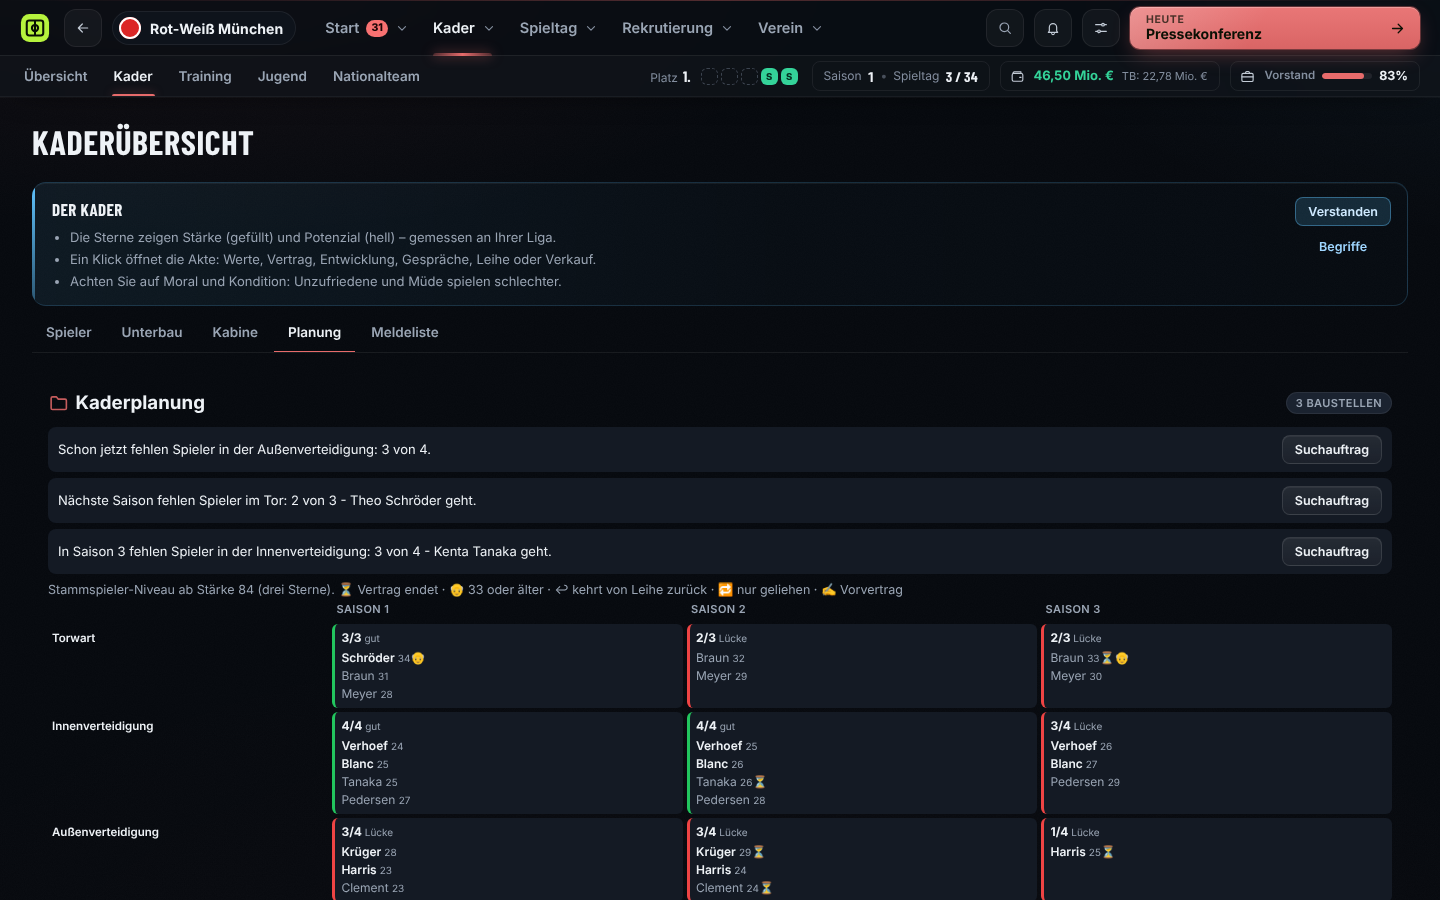 Rot-Weiß München
Start 31
Kader
Spieltag
Rekrutierung
Verein
HEUTE
Pressekonferenz
Übersicht
Kader
Training
Jugend
Nationalteam
Platz 1.
S S
Saison 1 • Spieltag 3 / 34
46,50 Mio. € TB: 22,78 Mio. €
Vorstand 83%
KADERÜBERSICHT
DER KADER
• Die Sterne zeigen Stärke (gefüllt) und Potenzial (hell) – gemessen an Ihrer Liga.
• Ein Klick öffnet die Akte: Werte, Vertrag, Entwicklung, Gespräche, Leihe oder Verkauf.
• Achten Sie auf Moral und Kondition: Unzufriedene und Müde spielen schlechter.
Verstanden
Begriffe
Spieler
Unterbau
Kabine
Planung
Meldeliste
Kaderplanung
3 BAUSTELLEN
Schon jetzt fehlen Spieler in der Außenverteidigung: 3 von 4.
Suchauftrag
Nächste Saison fehlen Spieler im Tor: 2 von 3 - Theo Schröder geht.
Suchauftrag
In Saison 3 fehlen Spieler in der Innenverteidigung: 3 von 4 - Kenta Tanaka geht.
Suchauftrag
Stammspieler-Niveau ab Stärke 84 (drei Sterne). ⏳ Vertrag endet · 👴 33 oder älter · ↩ kehrt von Leihe zurück · 🔁 nur geliehen · ✍ Vorvertrag
SAISON 1
SAISON 2
SAISON 3
Torwart
3/3 gut
Schröder 34👴
Braun 31
Meyer 28
2/3 Lücke
Braun 32
Meyer 29
2/3 Lücke
Braun 33⏳👴
Meyer 30
Innenverteidigung
4/4 gut
Verhoef 24
Blanc 25
Tanaka 25
Pedersen 27
4/4 gut
Verhoef 25
Blanc 26
Tanaka 26⏳
Pedersen 28
3/4 Lücke
Verhoef 26
Blanc 27
Pedersen 29
Außenverteidigung
3/4 Lücke
Krüger 28
Harris 23
Clement 23
3/4 Lücke
Krüger 29⏳
Harris 24
Clement 24⏳
1/4 Lücke
Harris 25⏳